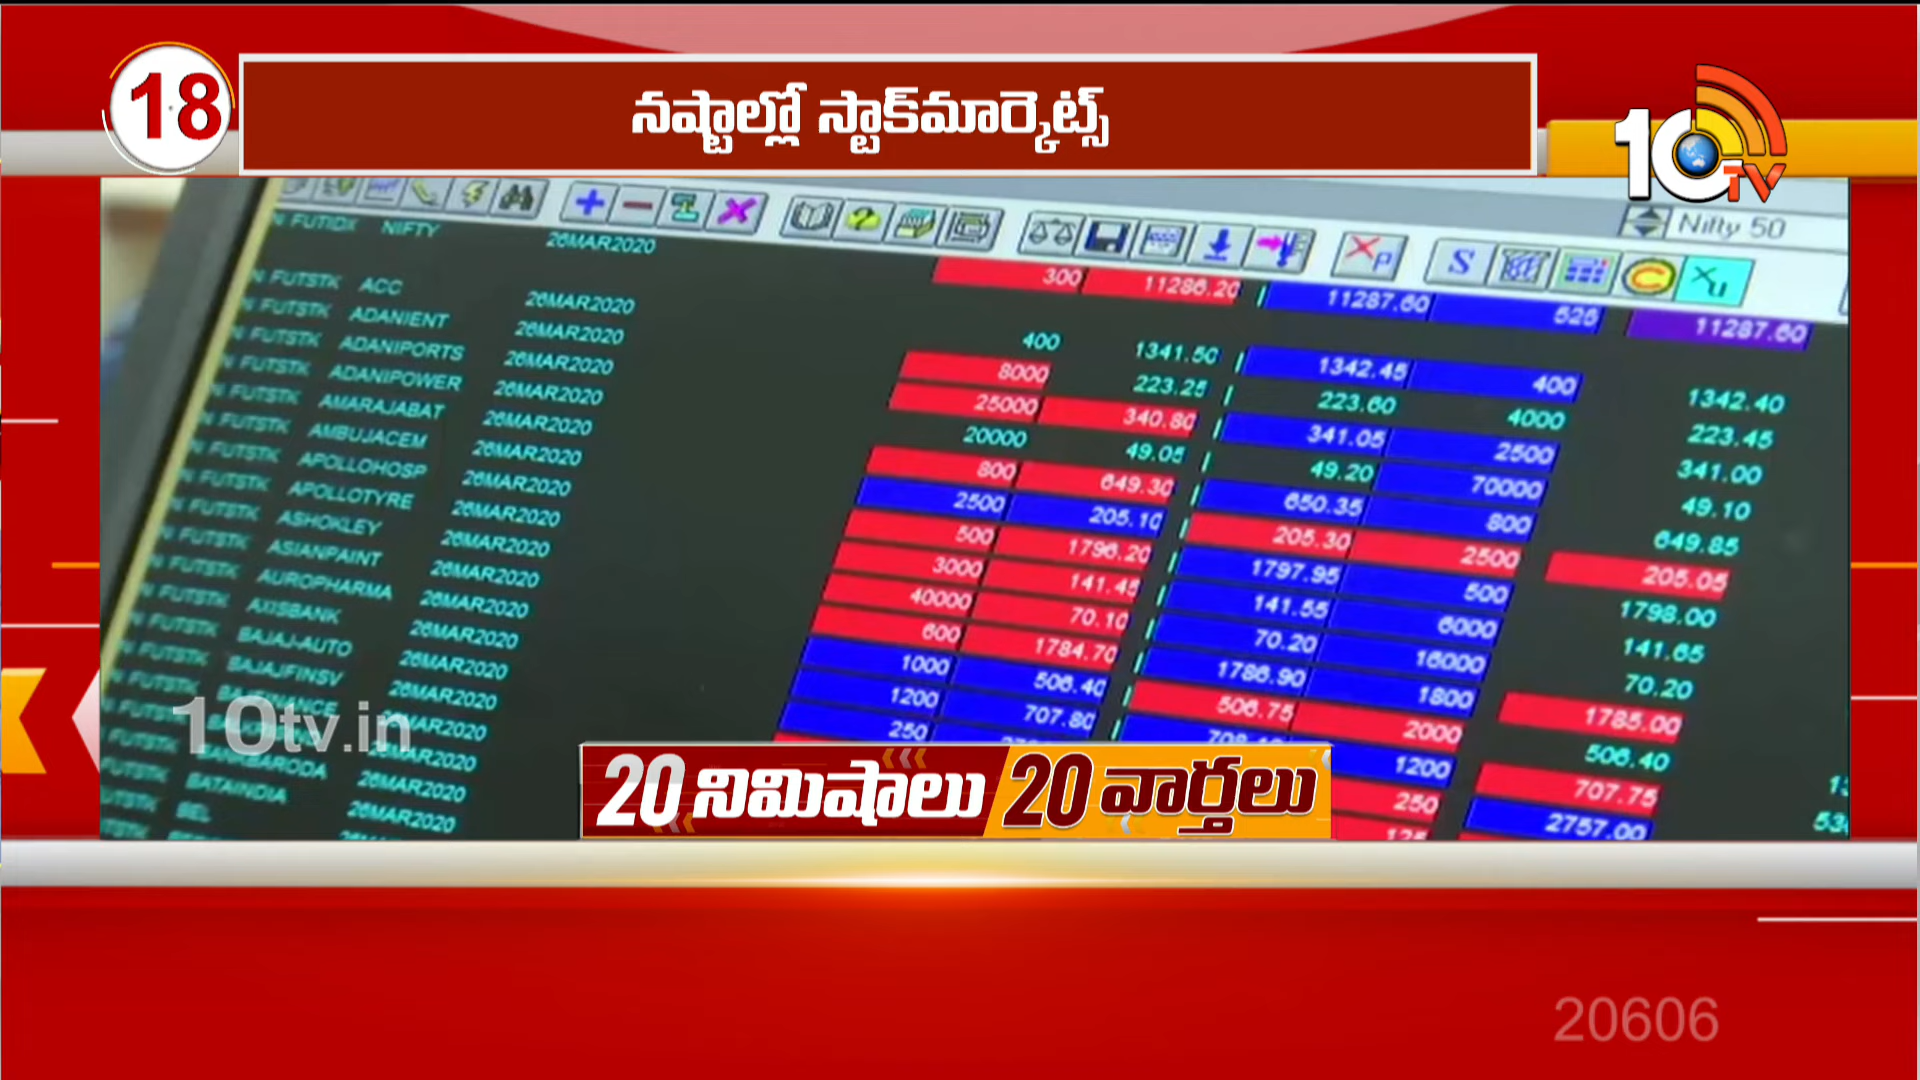 18
నష్టాల్లో స్టాక్‌మార్కెట్స్
10TV
Nifty 50
N FUTIDX NIFTY 26MAR2020 300 11286.20 11287.60 525 11287.60
N FUTSTK ACC 26MAR2020 400 1341.50 1342.45 400 1342.40
N FUTSTK ADANIENT 26MAR2020 8000 223.25 223.60 4000 223.45
N FUTSTK ADANIPORTS 26MAR2020 25000 340.80 341.05 2500 341.00
N FUTSTK ADANIPOWER 26MAR2020 20000 49.05 49.20 70000 49.10
N FUTSTK AMARAJABAT 26MAR2020 800 649.30 650.35 800 649.85
N FUTSTK AMBUJACEM 26MAR2020 2500 205.10 205.30 2500 205.05
N FUTSTK APOLLOHOSP 26MAR2020 500 1796.20 1797.95 500 1798.00
N FUTSTK APOLLOTYRE 26MAR2020 3000 141.45 141.55 6000 141.65
N FUTSTK ASHOKLEY 26MAR2020 40000 70.10 70.20 16000 70.20
N FUTSTK ASIANPAINT 26MAR2020 600 1784.70 1786.90 1800 1785.00
N FUTSTK AUROPHARMA 26MAR2020 1000 506.40 506.75 2000 506.40
N FUTSTK AXISBANK 26MAR2020 1200 707.80 1200 707.75
N FUTSTK BAJAJ-AUTO 26MAR2020 250 250 2757.00
N FUTSTK BAJAJFINSV 26MAR2020 125
FUTSTK 26MAR2020
FUTSTK BANKBARODA 26MAR2020
FUTSTK BATAINDIA 26MAR2020
BEL 26MAR2020
10tv.in
20 నిమిషాలు 20 వార్తలు
20606